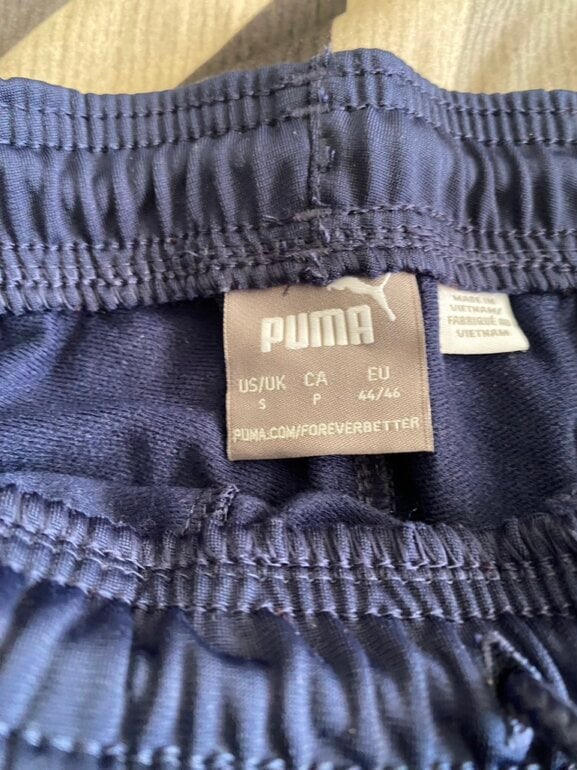 PUMA
US/UK CA EU
S P 44/46
PUMA.COM/FOREVERBETTER
MADE IN
VIETNAM/
FABRIQUÉ AU
VIETNAM